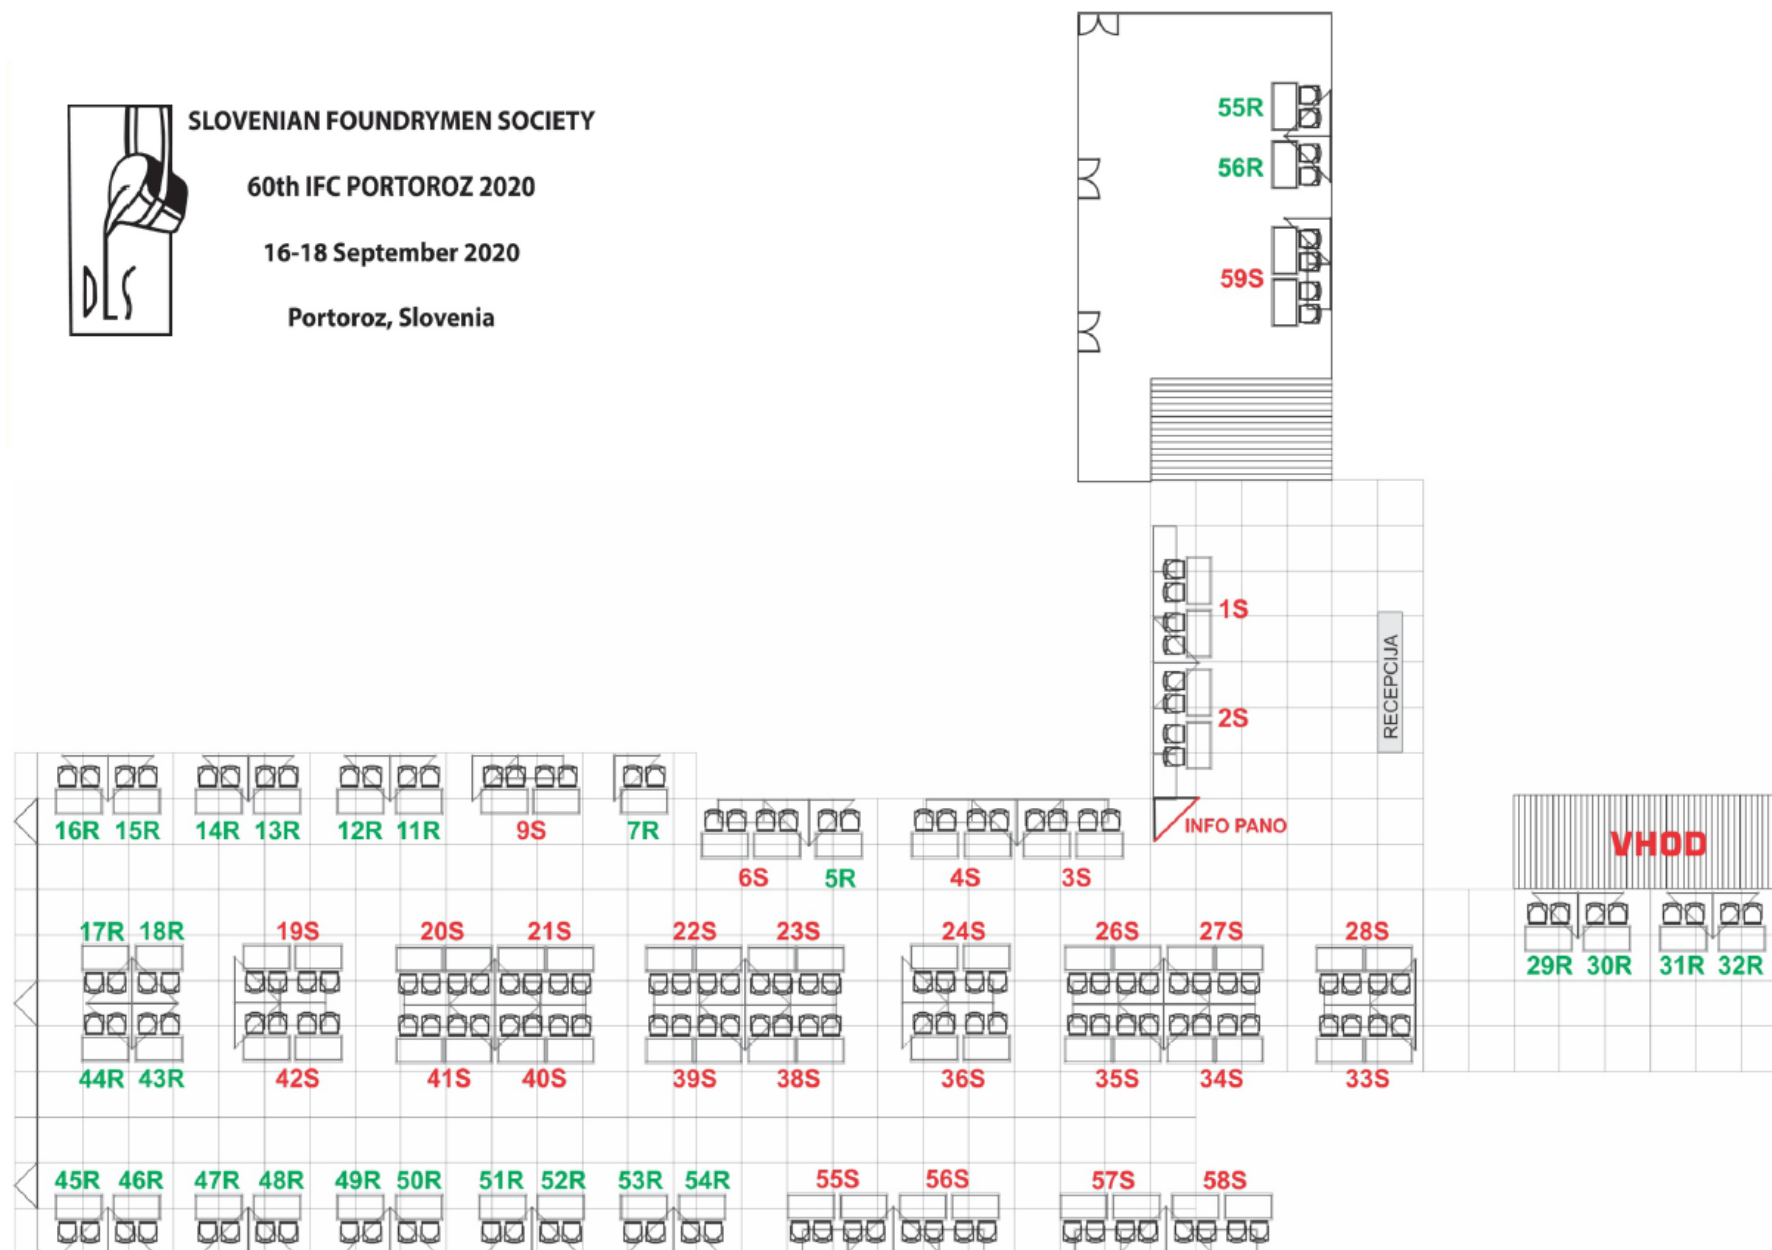 SLOVENIAN FOUNDRYMEN SOCIETY
60th IFC PORTOROZ 2020
16-18 September 2020
Portoroz, Slovenia
DLS
55R
56R
59S
1S
2S
RECEPCIJA
INFO PANO
VHOD
16R 15R 14R 13R 12R 11R 9S 7R
6S 5R 4S 3S
17R 18R 19S 20S 21S 22S 23S 24S 26S 27S 28S
29R 30R 31R 32R
44R 43R 42S 41S 40S 39S 38S 36S 35S 34S 33S
45R 46R 47R 48R 49R 50R 51R 52R 53R 54R 55S 56S 57S 58S